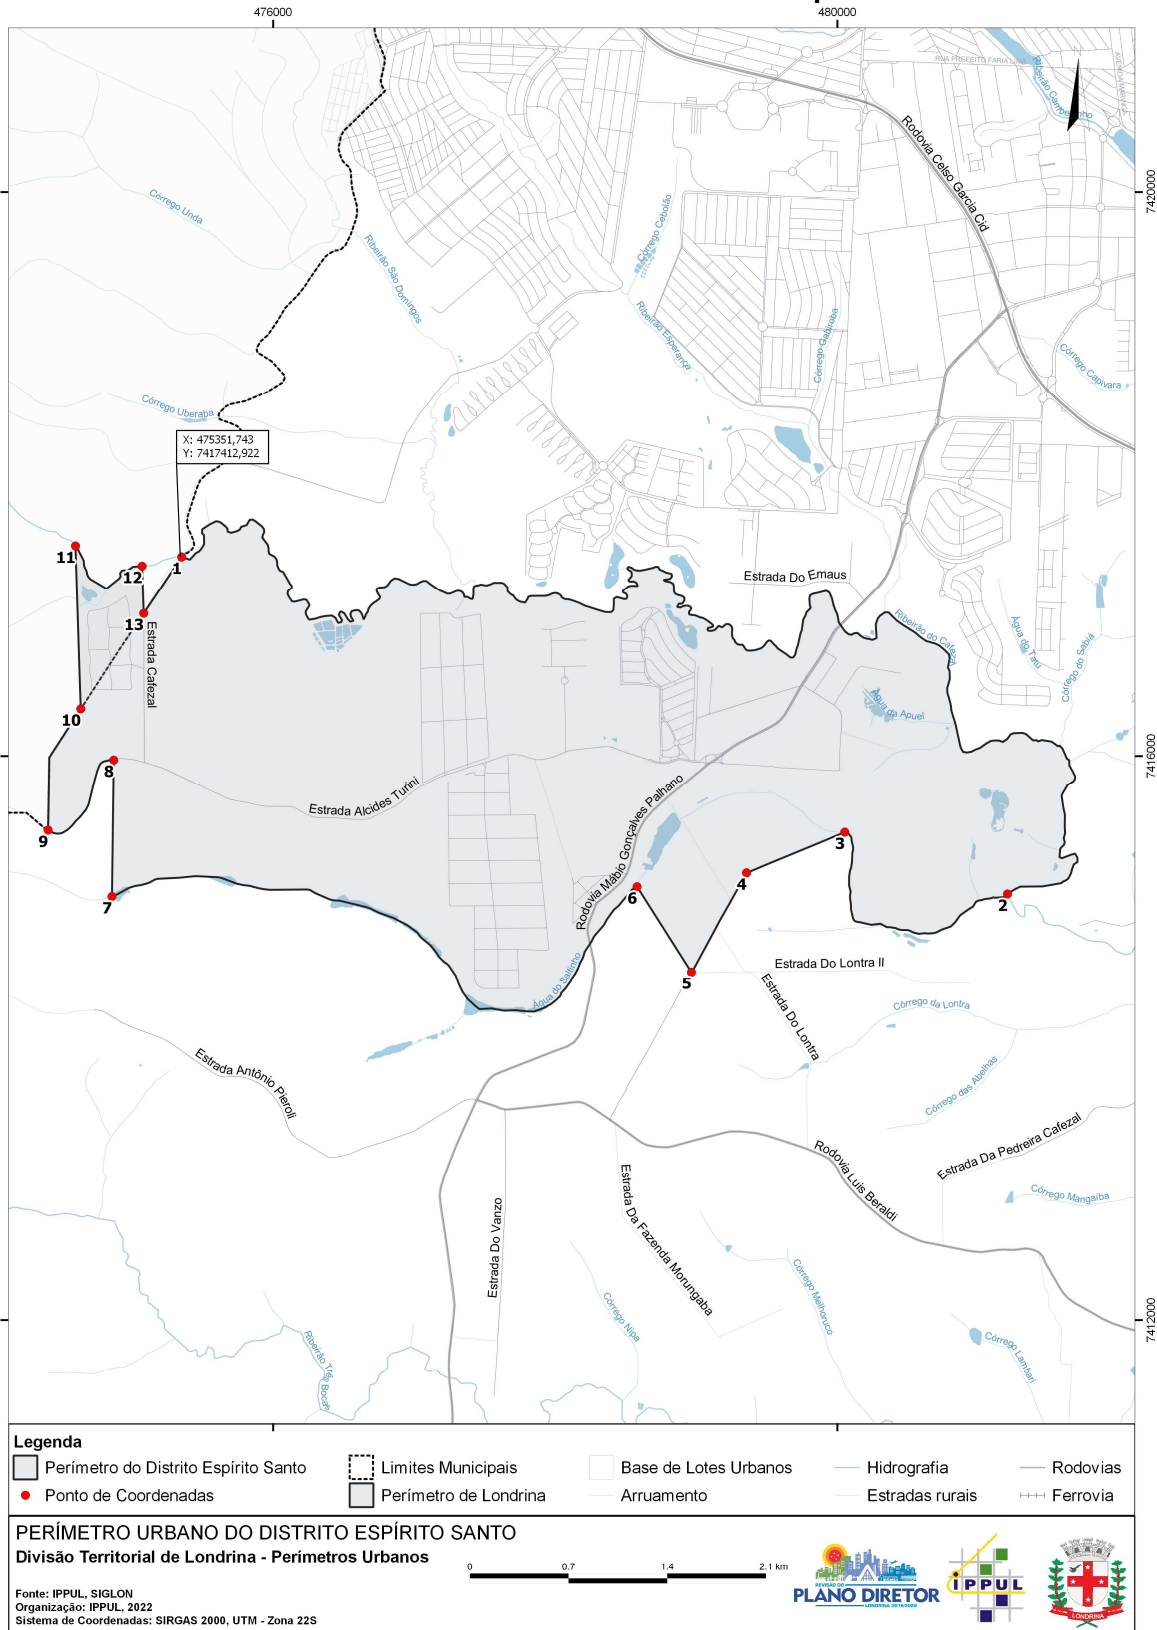 476000
480000
RUA PREFEITO FARIA LIMA
Ribeirão Cambezinho
N
Rodovia Celso Garcia Cid
7420000
Córrego Unda
Córrego Cebolão
Ribeirão São Domingos
Ribeirão Esperança
Córrego Gabiroba
Córrego Capivara
Córrego Uberaba
X: 475351,743
Y: 7417412,922
11
12
1
13
Estrada Do Emaus
Ribeirão do Cafezal
Água do Tatu
Córrego do Sabiá
Estrada Cafezal
10
Água da Apuel
7416000
8
Estrada Alcides Turini
Rodovia Mábio Gonçalves Palhano
9
3
4
6
7
2
5
Água do Saltinho
Estrada Do Lontra II
Estrada Do Lontra
Córrego da Lontra
Estrada Antônio Pieroli
Córrego das Abelhas
Estrada Da Pedreira Cafezal
Rodovia Luis Beraldi
Córrego Mangaíba
Estrada Do Vanzo
Estrada Da Fazenda Morungaba
Córrego Melhoruco
Córrego Nipa
Ribeirão Três Bocas
Córrego Lambari
7412000
Legenda
Perímetro do Distrito Espírito Santo
Limites Municipais
Base de Lotes Urbanos
Hidrografia
Rodovias
Ponto de Coordenadas
Perímetro de Londrina
Arruamento
Estradas rurais
Ferrovia
PERÍMETRO URBANO DO DISTRITO ESPÍRITO SANTO
Divisão Territorial de Londrina - Perímetros Urbanos
0 0.7 1.4 2.1 km
Fonte: IPPUL, SIGLON
Organização: IPPUL, 2022
Sistema de Coordenadas: SIRGAS 2000, UTM - Zona 22S
REVISÃO DO
PLANO DIRETOR
LONDRINA 2018/2028
IPPUL
LONDRINA